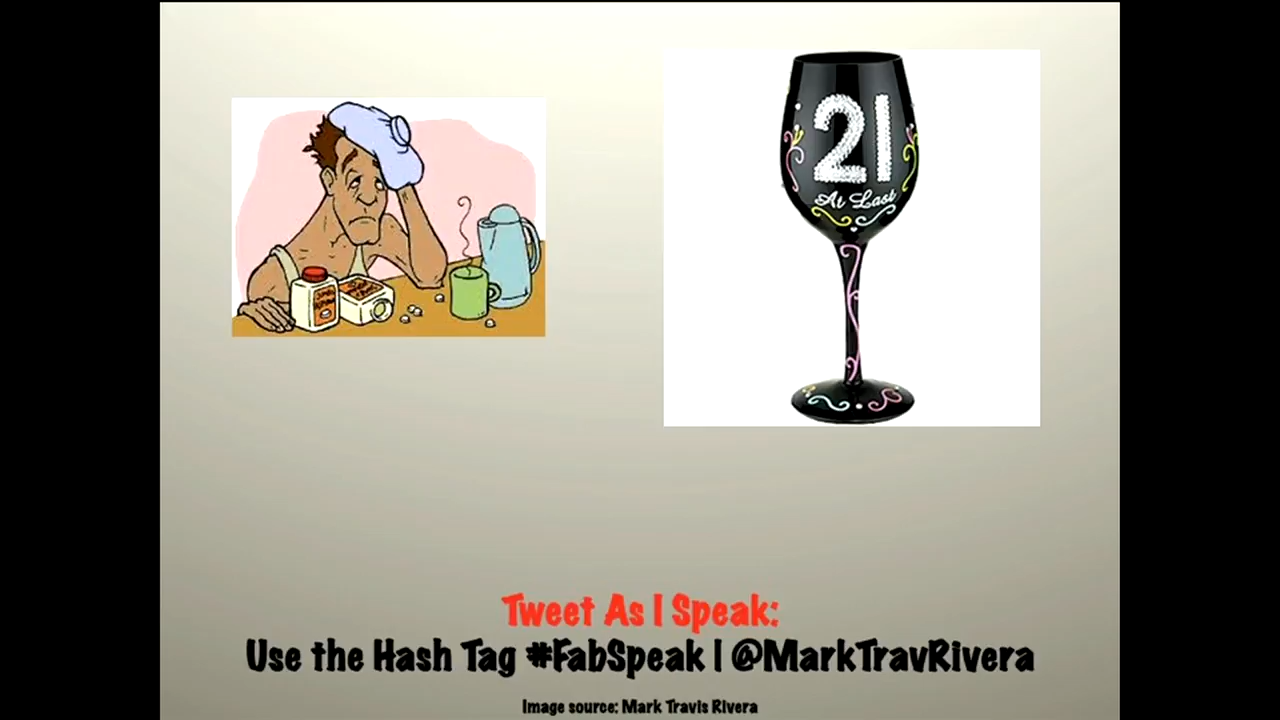 21
At Last
Tweet As I Speak:
Use the Hash Tag #FabSpeak | @MarkTravRivera
Image source: Mark Travis Rivera